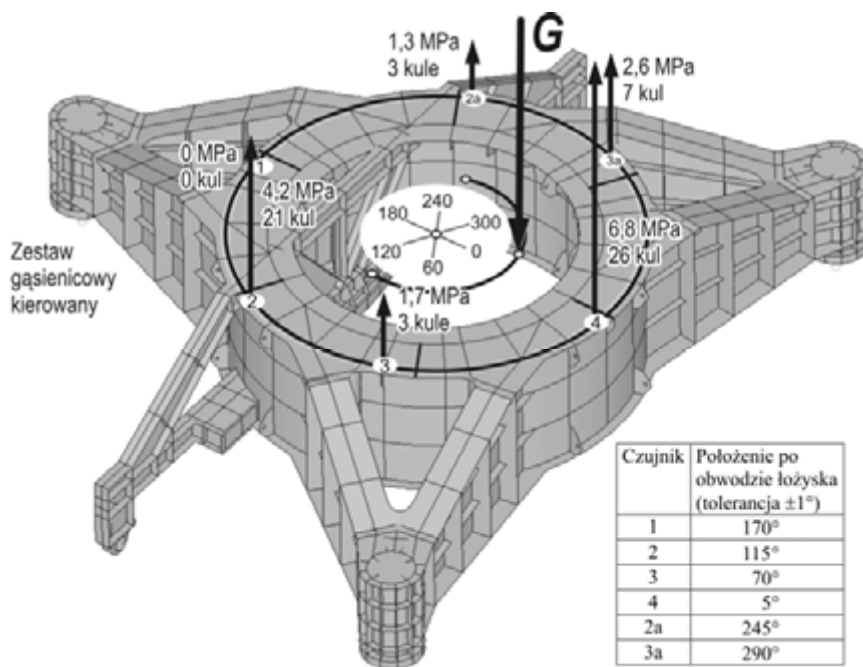 1,3 MPa
3 kule
G
2,6 MPa
7 kul
2a
3a
0 MPa
0 kul
1
4,2 MPa
21 kul
240
180
300
120
0
60
6,8 MPa
26 kul
Zestaw
gąsienicowy
kierowany
1,7 MPa
3 kule
2
3
4
Czujnik Położenie po
obwodzie łożyska
(tolerancja ±1°)
1 170°
2 115°
3 70°
4 5°
2a 245°
3a 290°